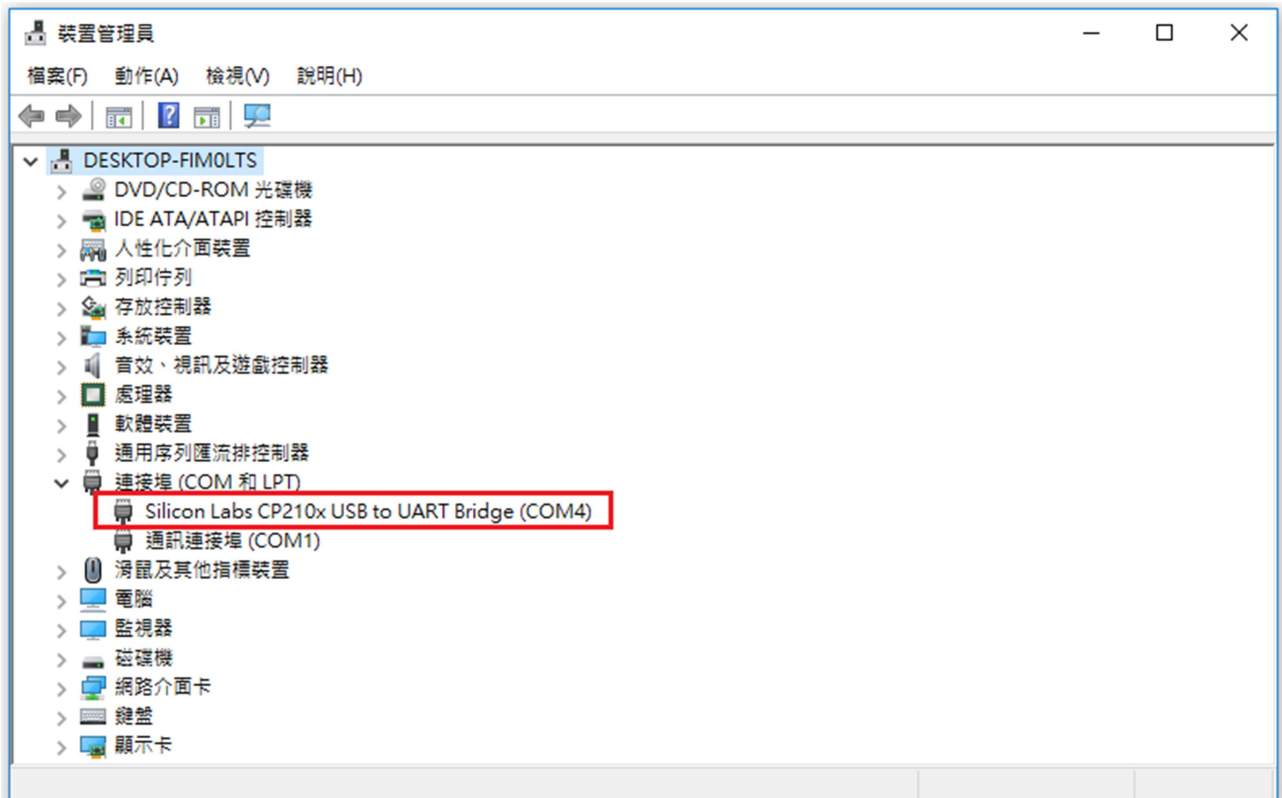 裝置管理員
檔案(F) 動作(A) 檢視(V) 說明(H)
DESKTOP-FIM0LTS
DVD/CD-ROM 光碟機
IDE ATA/ATAPI 控制器
人性化介面裝置
列印佇列
存放控制器
系統裝置
音效、視訊及遊戲控制器
處理器
軟體裝置
通用序列匯流排控制器
連接埠 (COM 和 LPT)
Silicon Labs CP210x USB to UART Bridge (COM4)
通訊連接埠 (COM1)
滑鼠及其他指標裝置
電腦
監視器
磁碟機
網路介面卡
鍵盤
顯示卡